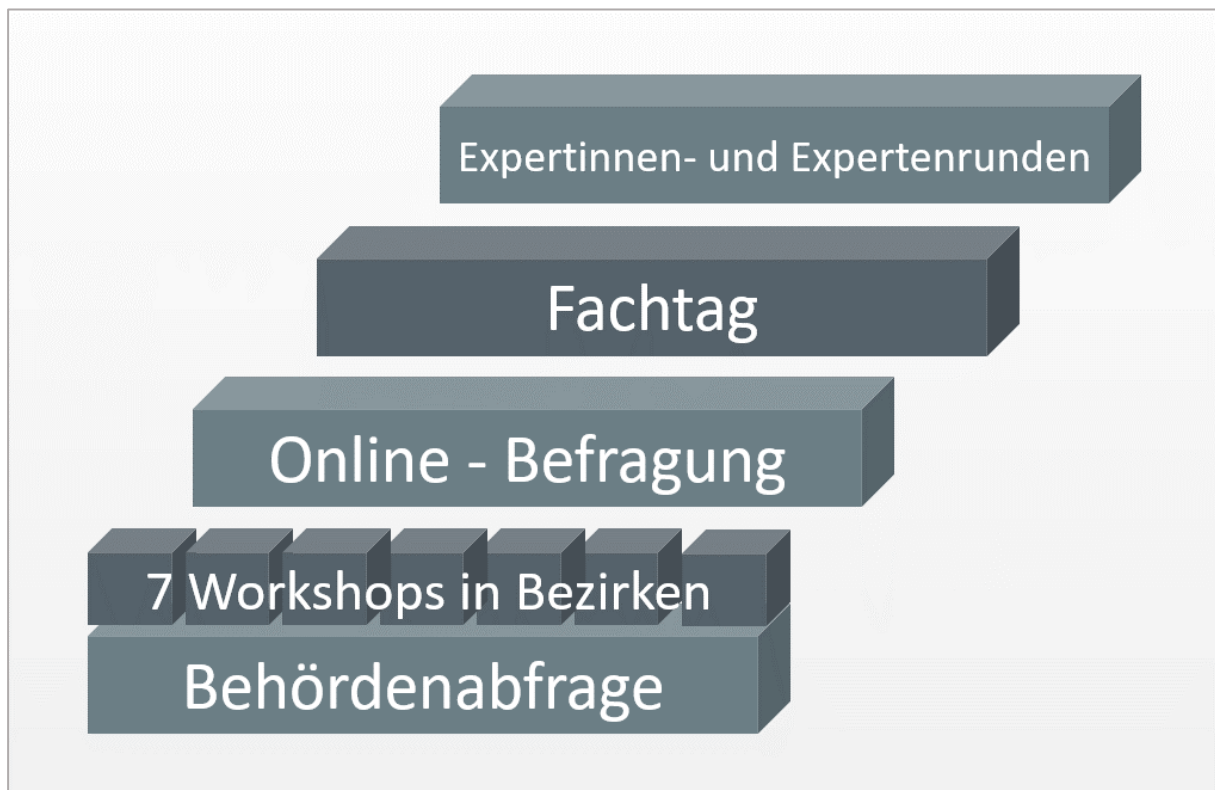 Expertinnen- und Expertenrunden
Fachtag
Online - Befragung
7 Workshops in Bezirken
Behördenabfrage